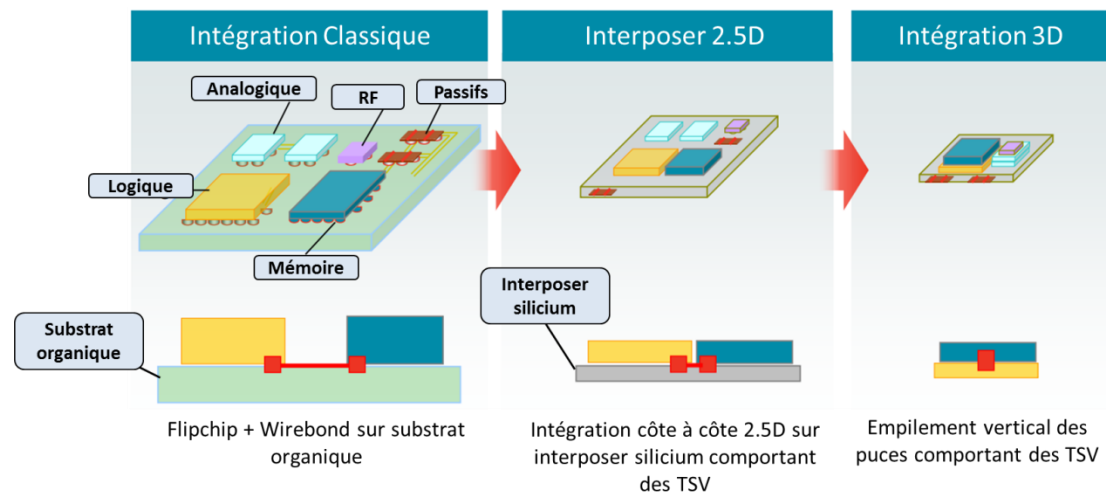 Intégration Classique
Interposer 2.5D
Intégration 3D
Analogique
RF
Passifs
Logique
Mémoire
Interposer
silicium
Substrat
organique
Flipchip + Wirebond sur substrat
organique
Intégration côte à côte 2.5D sur
interposer silicium comportant
des TSV
Empilement vertical des
puces comportant des TSV